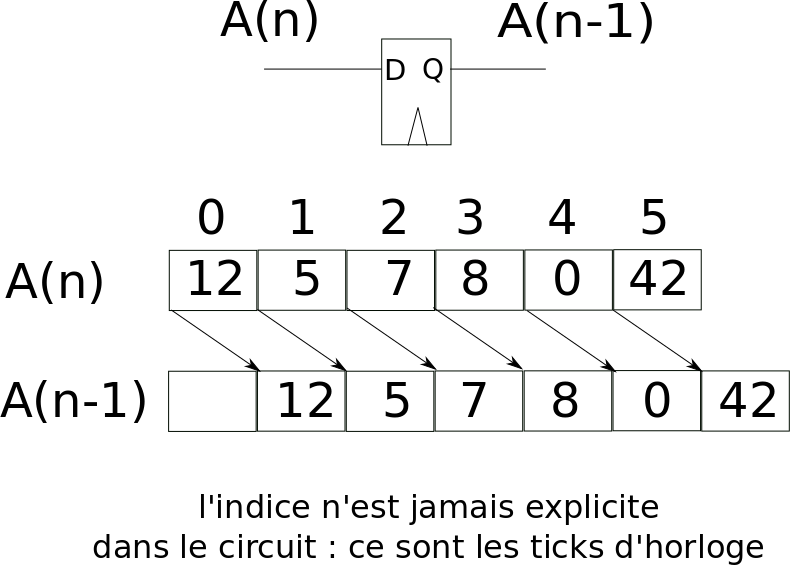 A(n) A(n-1)
D Q
0 1 2 3 4 5
A(n) 12 5 7 8 0 42
A(n-1) 12 5 7 8 0 42
l'indice n'est jamais explicite
dans le circuit : ce sont les ticks d'horloge